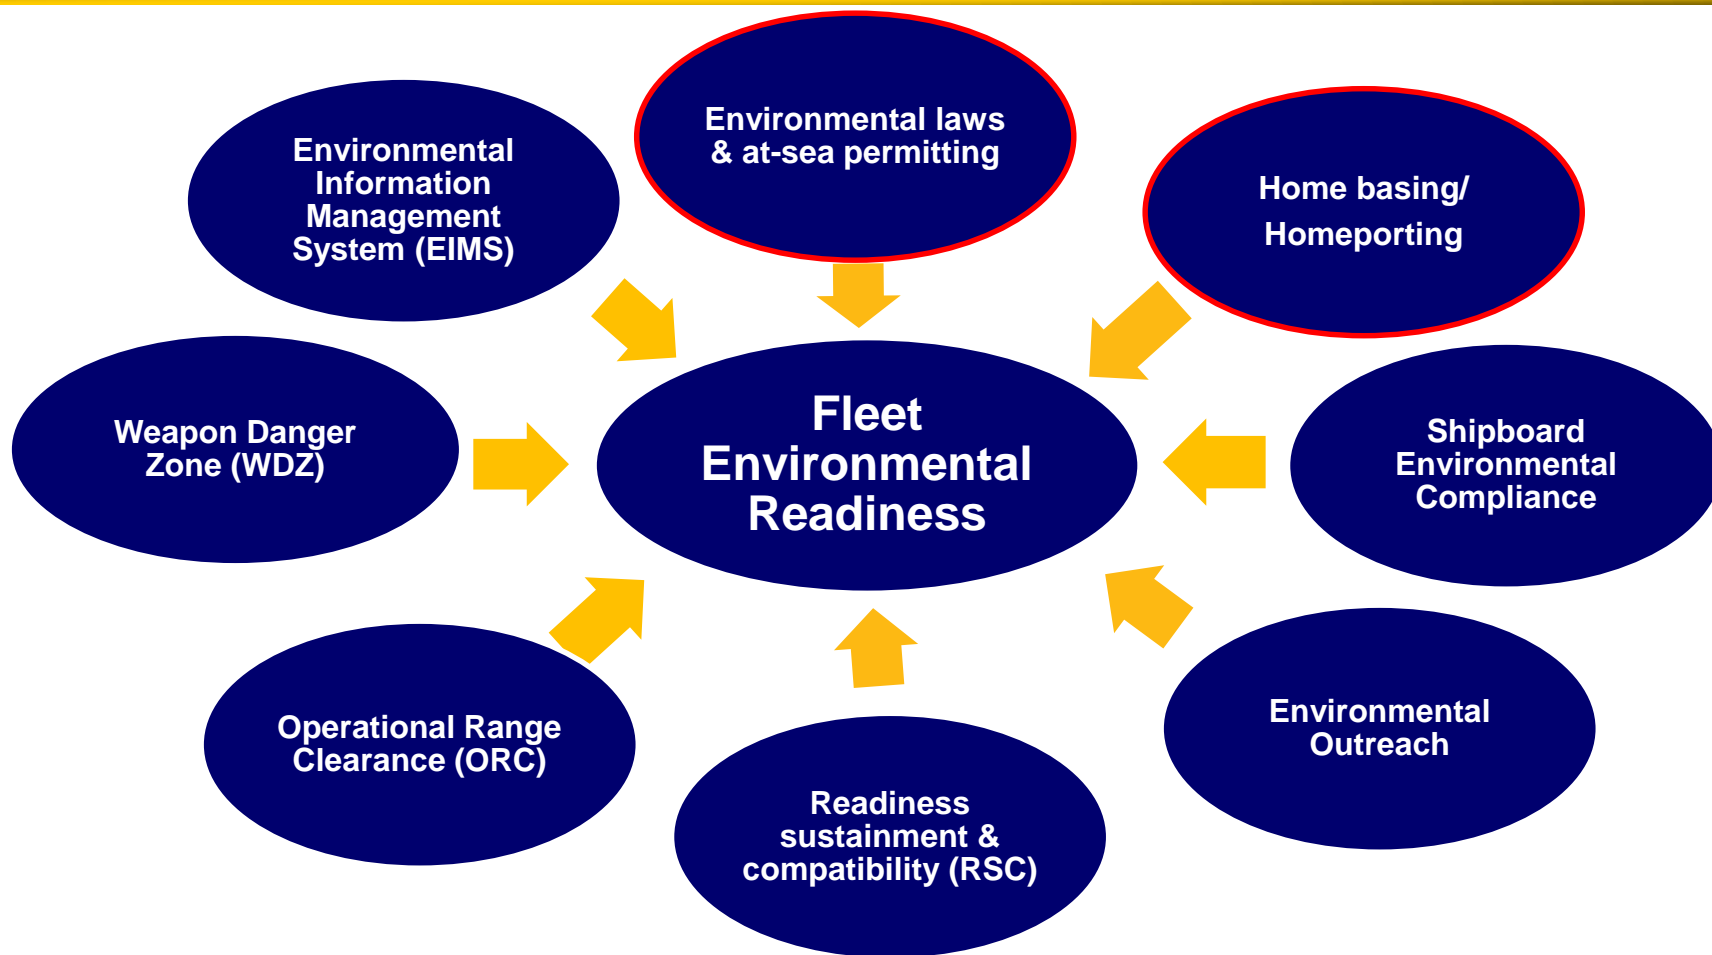 Environmental laws
& at-sea permitting
Environmental
Information
Management
System (EIMS)
Home basing/
Homeporting
Weapon Danger
Zone (WDZ)
Fleet
Environmental
Readiness
Shipboard
Environmental
Compliance
Operational Range
Clearance (ORC)
Environmental
Outreach
Readiness
sustainment &
compatibility (RSC)